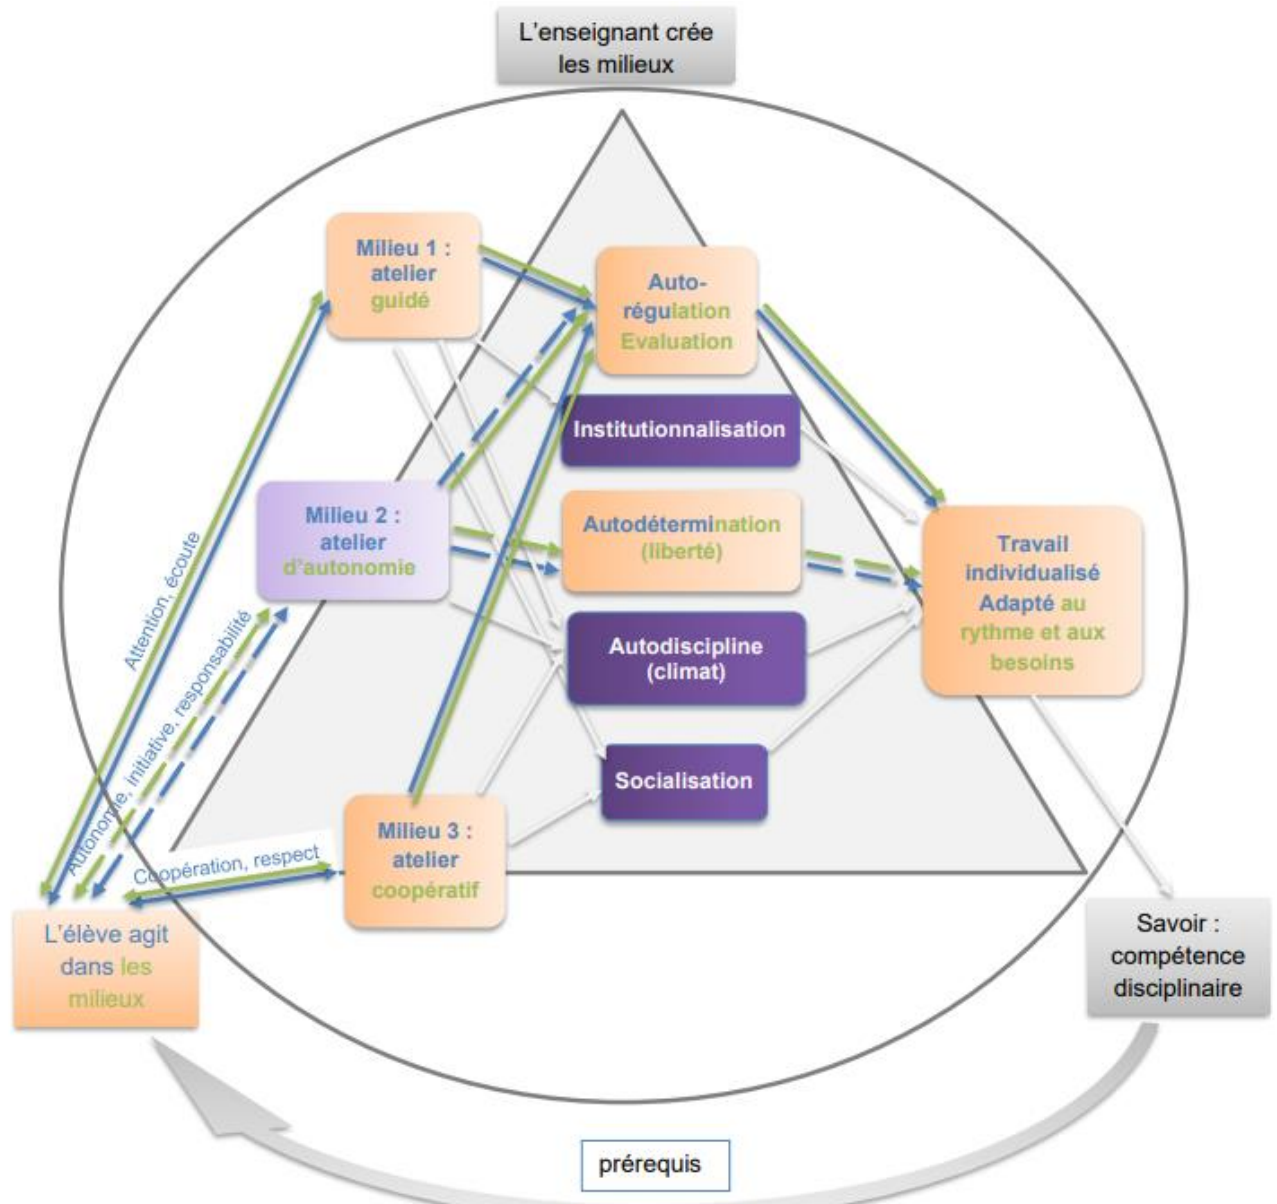 L'enseignant crée
les milieux
Milieu 1 :
atelier
guidé
Auto-
régulation
Evaluation
Institutionnalisation
Milieu 2 :
atelier
d'autonomie
Autodétermination
(liberté)
Travail
individualisé
Adapté au
rythme et aux
besoins
Attention, écoute
Autonomie, initiative, responsabilité
Autodiscipline
(climat)
Socialisation
Milieu 3 :
atelier
coopératif
Coopération, respect
L'élève agit
dans les
milieux
Savoir :
compétence
disciplinaire
prérequis